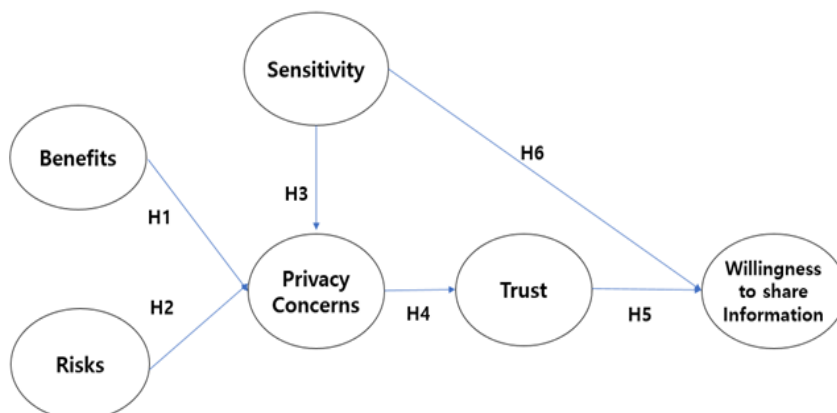 Sensitivity
Benefits
H6
H3
H1
Privacy
Concerns
Trust
Willingness
to share
Information
H2
H4
H5
Risks